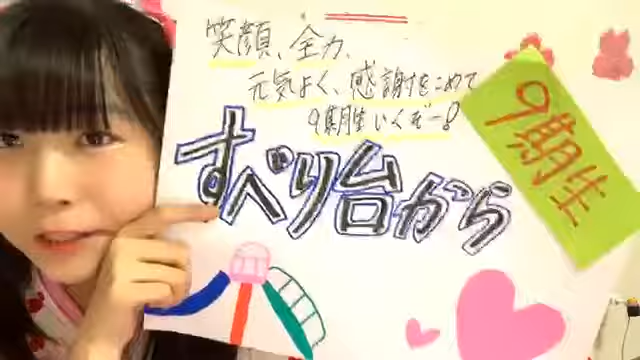 笑顔、全力、
元気よく、感謝をこめて
9期生いくぞー!
すべり台から
9期生